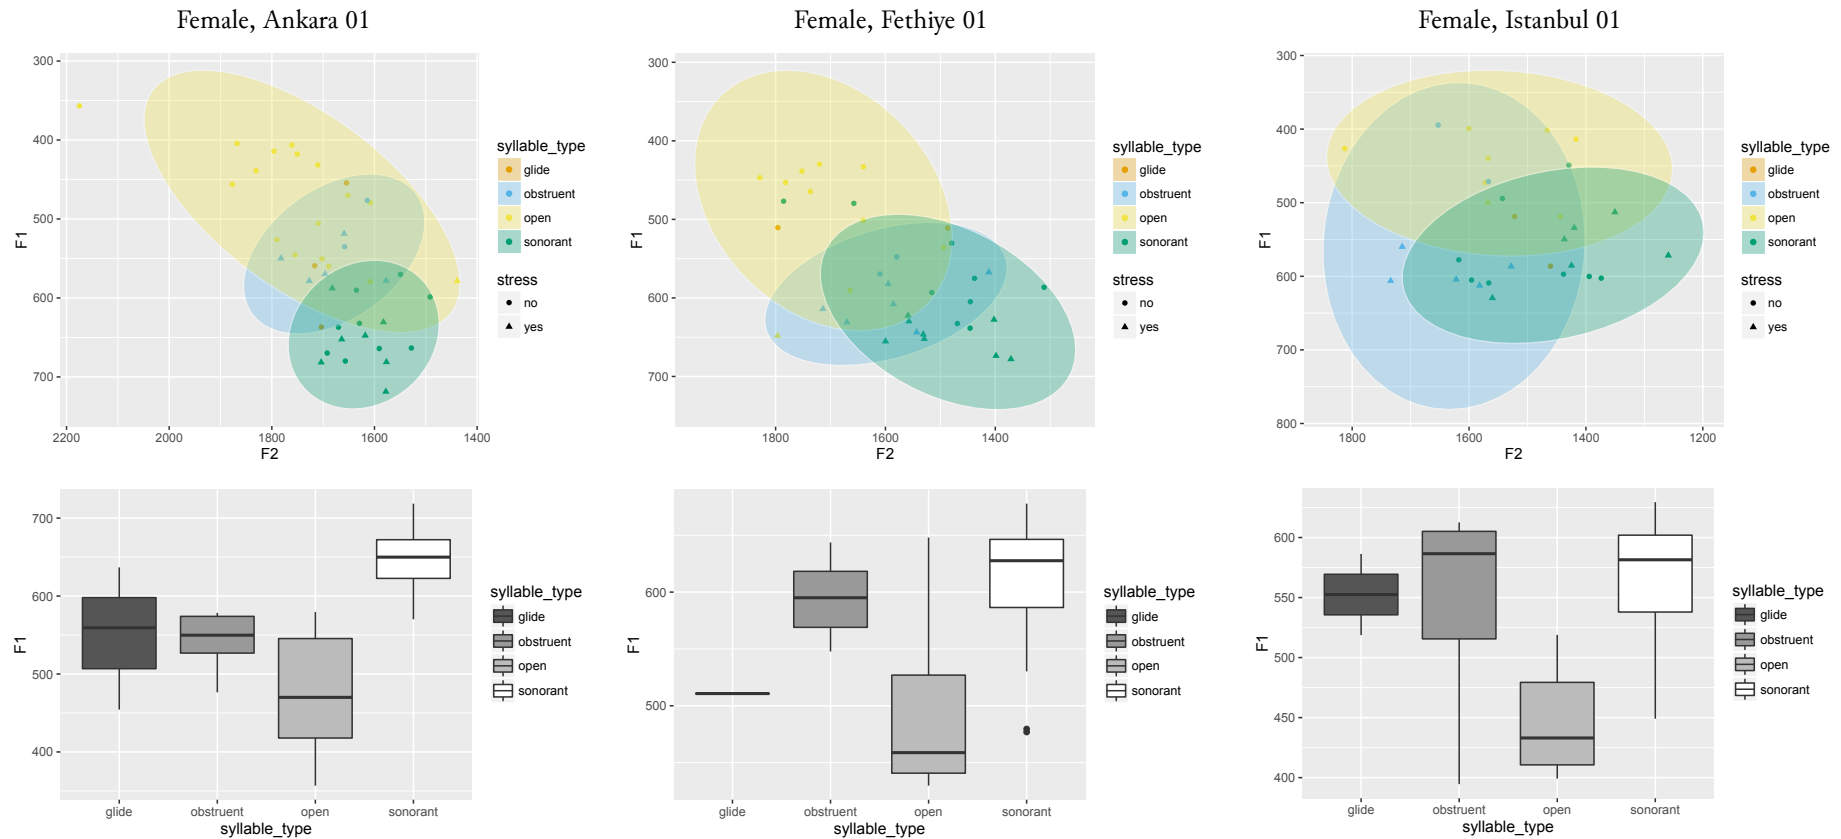 Female, Ankara 01
Female, Fethiye 01
Female, Istanbul 01
300
400
500
600
700
F1
2200
2000
1800
1600
1400
F2
syllable_type
glide
obstruent
open
sonorant
stress
no
yes
300
400
500
600
700
F1
1800
1600
1400
F2
syllable_type
glide
obstruent
open
sonorant
stress
no
yes
300
400
500
600
700
800
F1
1800
1600
1400
1200
F2
syllable_type
glide
obstruent
open
sonorant
stress
no
yes
700
600
500
400
F1
glide
obstruent
open
sonorant
syllable_type
syllable_type
glide
obstruent
open
sonorant
600
500
F1
glide
obstruent
open
sonorant
syllable_type
syllable_type
glide
obstruent
open
sonorant
600
550
500
450
400
F1
glide
obstruent
open
sonorant
syllable_type
syllable_type
glide
obstruent
open
sonorant